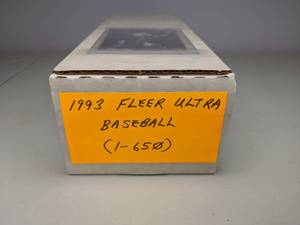 1993 FLEER ULTRA
BASEBALL
(1-650)